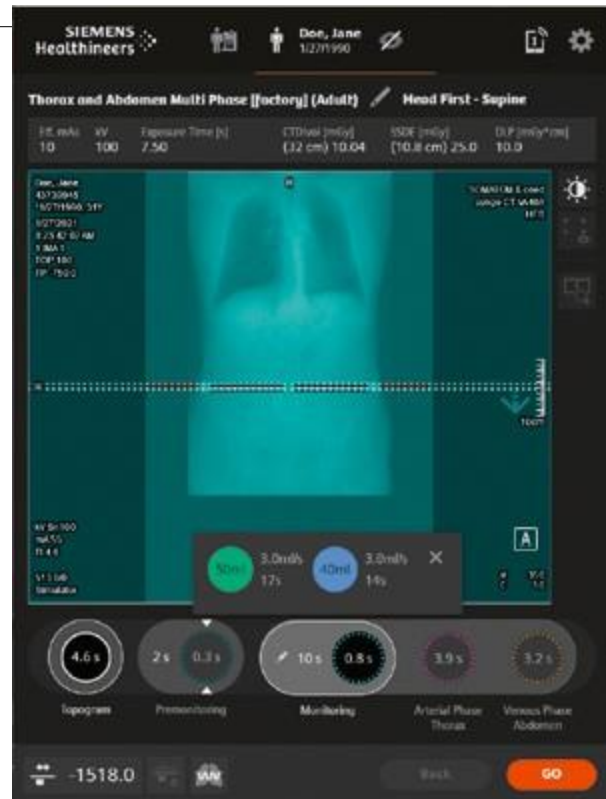 SIEMENS
Healthineers
Doe, Jane
1/27/1990
1
Thorax and Abdomen Multi Phase [factory] (Adult)
Head First - Supine
Eff. mAs kV Exposure Time [s] CTDIvol [mGy] SSDE [mGy] DLP [mGy*cm]
10 100 7.50 (32 cm) 10.04 (10.8 cm) 25.0 10.0
Doe, Jane
H
R
10cm
A
50ml 3.0ml/s 17s
40ml 3.0ml/s 14s
4.6 s
2 s 0.3 s
10 s 0.8 s
3.9 s
3.2 s
Topogram
Premonitoring
Monitoring
Arterial Phase
Thorax
Venous Phase
Abdomen
-1518.0
Back
GO